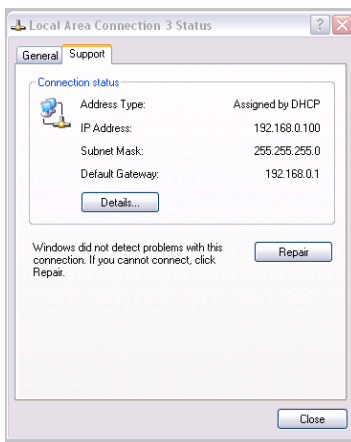 Local Area Connection 3 Status
General Support
Connection status
Address Type: Assigned by DHCP
IP Address: 192.168.0.100
Subnet Mask: 255.255.255.0
Default Gateway: 192.168.0.1
Details...
Windows did not detect problems with this
connection. If you cannot connect, click
Repair.
Repair
Close